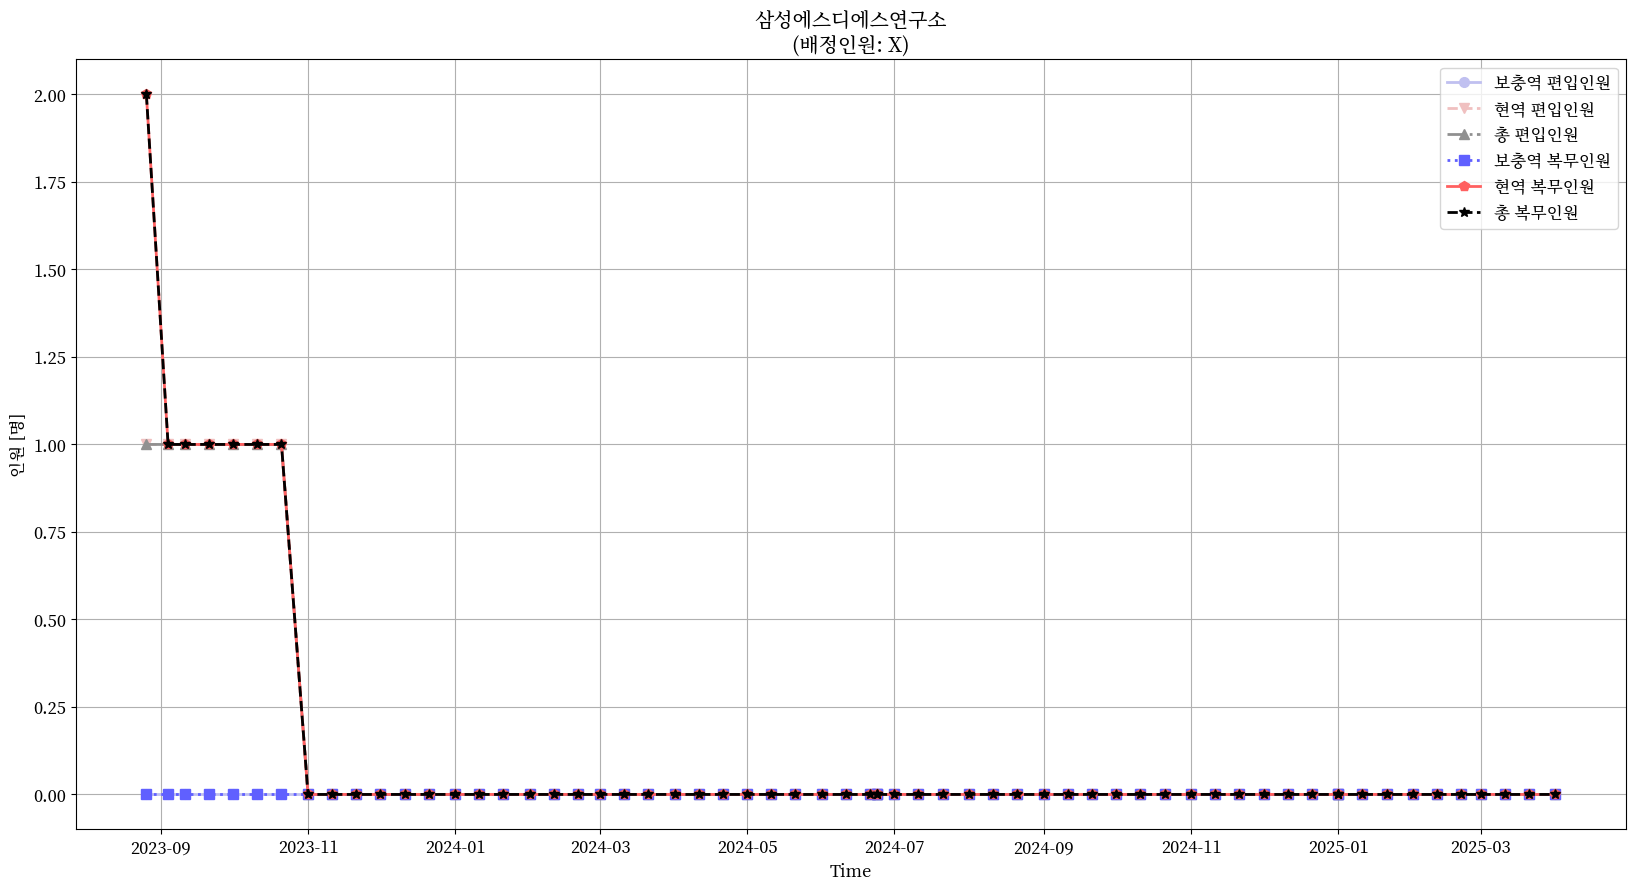 삼성에스디에스연구소
(배정인원: X)
보충역 편입인원
현역 편입인원
총 편입인원
보충역 복무인원
현역 복무인원
총 복무인원
인원 [명]
2.00
1.75
1.50
1.25
1.00
0.75
0.50
0.25
0.00
2023-09
2023-11
2024-01
2024-03
2024-05
2024-07
2024-09
2024-11
2025-01
2025-03
Time